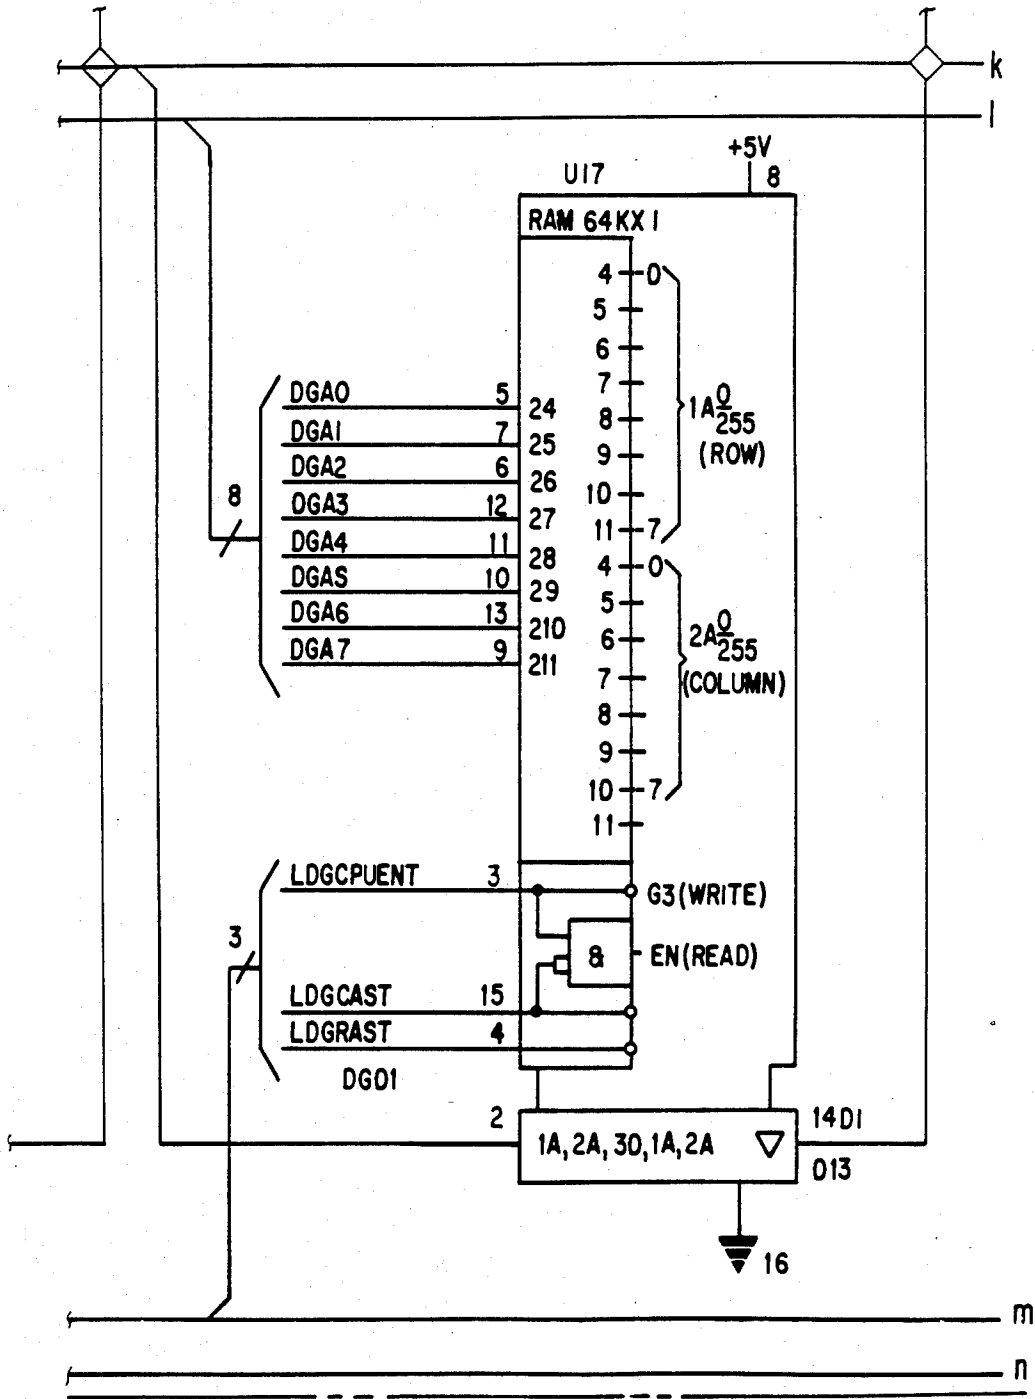 k
l
+5V
U17
8
RAM 64KX1
4 0
5
6
7
8
9
10
11 7
1A 0/255
(ROW)
DGA0 5 24
DGA1 7 25
DGA2 6 26
OGA3 12 27
DGA4 11 28
DGAS 10 29
DGA6 13 210
DGA7 9 211
8
4 0
5
6
7
8
9
10 7
11
2A 0/255
(COLUMN)
LDGCPUENT 3
G3(WRITE)
3
&
EN(READ)
LDGCAST 15
LDGRAST 4
DGD1
2
1A, 2A, 3D, 1A, 2A
14D1
013
16
m
n